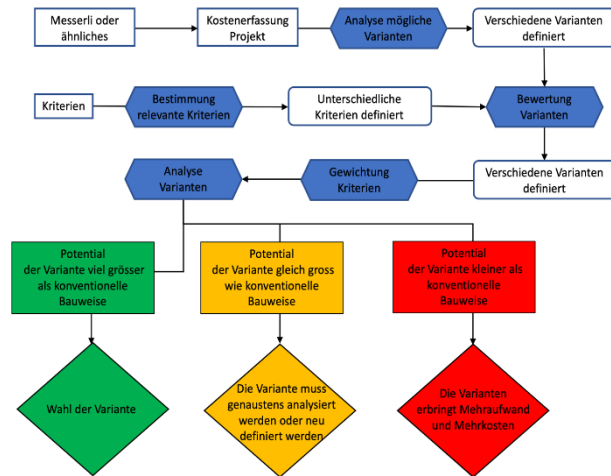 Messerli oder
ähnliches
Kostenerfassung
Projekt
Analyse mögliche
Varianten
Verschiedene Varianten
definiert
Kriterien
Bestimmung
relevante Kriterien
Unterschiedliche
Kriterien definiert
Bewertung
Varianten
Analyse
Varianten
Gewichtung
Kriterien
Verschiedene Varianten
definiert
Potential
der Variante viel grösser
als konventionelle
Bauweise
Potential
der Variante gleich gross
wie konventionelle
Bauweise
Potential
der Variante kleiner als
konventionelle
Bauweise
Wahl der Variante
Die Variante muss
genaustens analysiert
werden oder neu
definiert werden
Die Varianten
erbringt Mehraufwand
und Mehrkosten